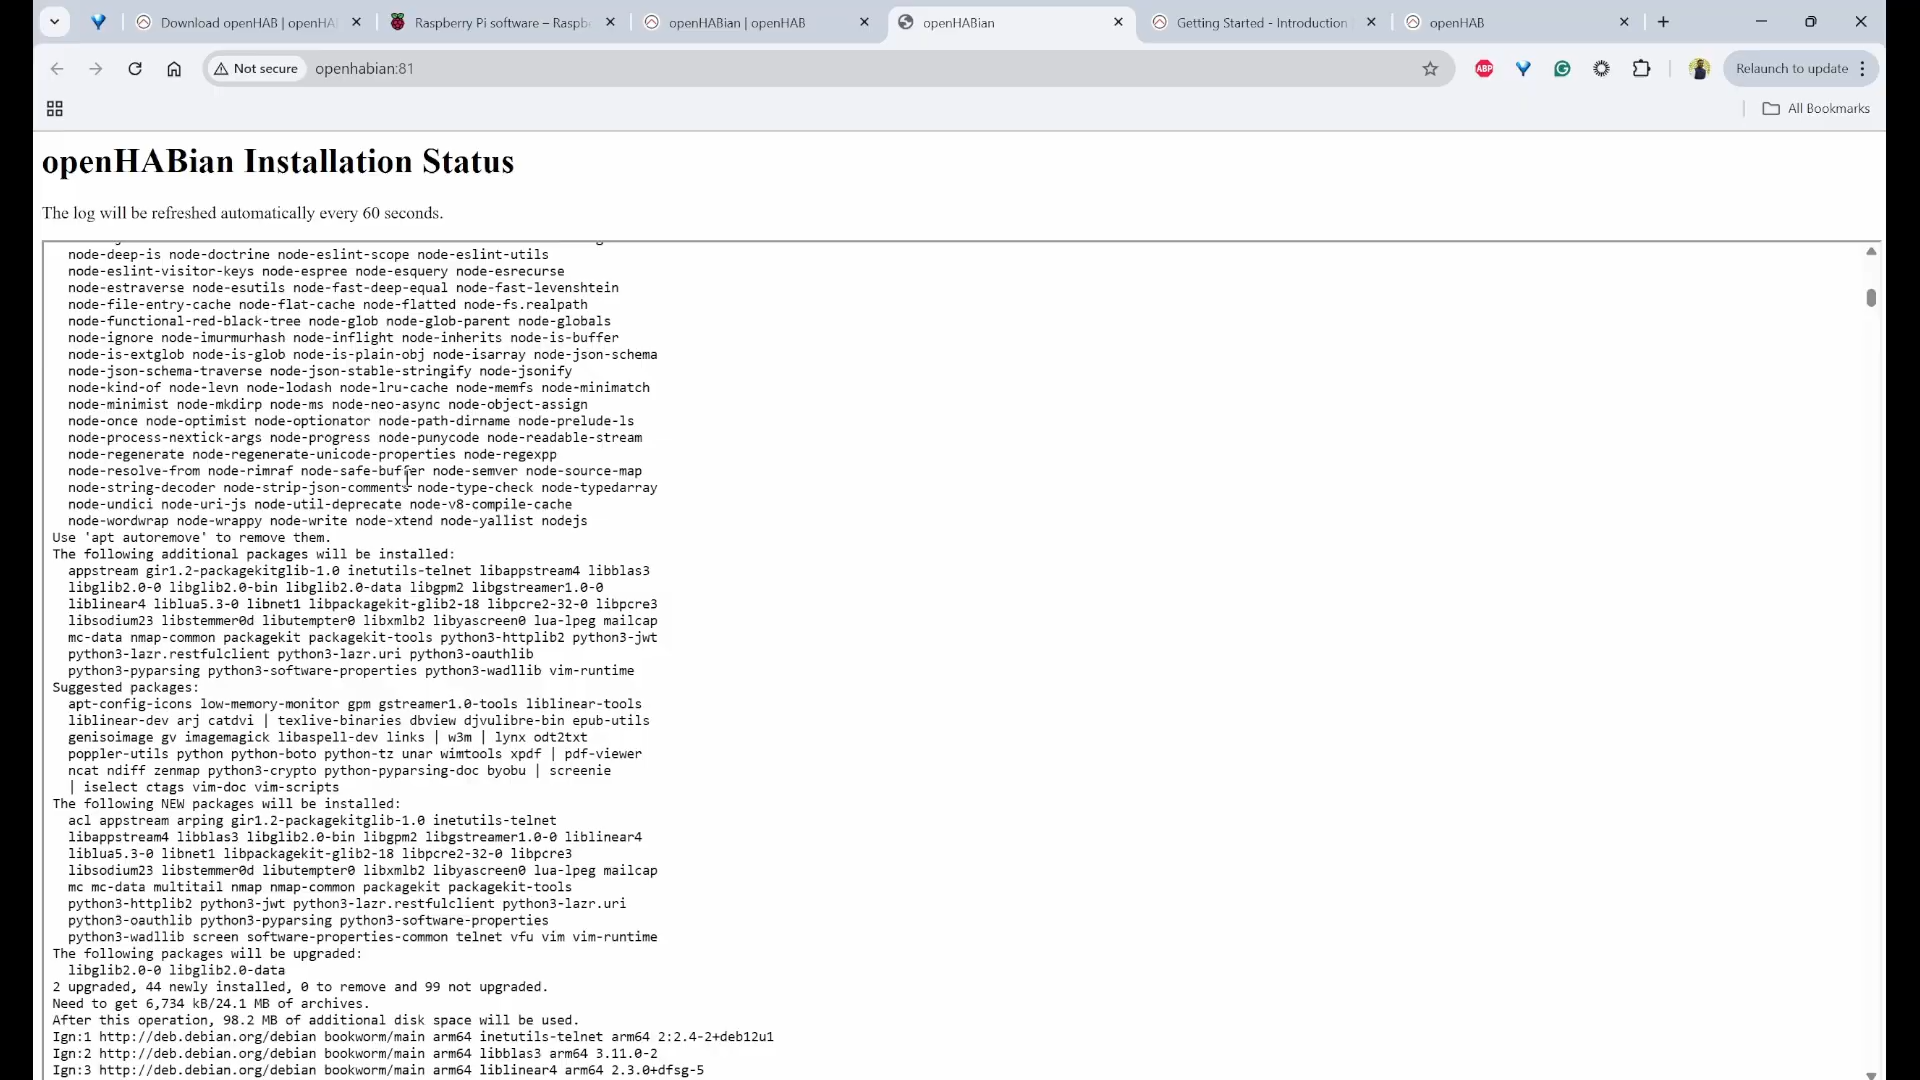 Download openHAB | openHA
Raspberry Pi software – Raspb
openHABian | openHAB
openHABian
Getting Started - Introduction
openHAB
Not secure
openhabian:81
ABP
Relaunch to update
All Bookmarks
openHABian Installation Status
The log will be refreshed automatically every 60 seconds.
node-deep-is node-doctrine node-eslint-scope node-eslint-utils
node-eslint-visitor-keys node-espree node-esquery node-esrecurse
node-estraverse node-esutils node-fast-deep-equal node-fast-levenshtein
node-file-entry-cache node-flat-cache node-flatted node-fs.realpath
node-functional-red-black-tree node-glob node-glob-parent node-globals
node-ignore node-imurmurhash node-inflight node-inherits node-is-buffer
node-is-extglob node-is-glob node-is-plain-obj node-isarray node-json-schema
node-json-schema-traverse node-json-stable-stringify node-jsonify
node-kind-of node-levn node-lodash node-lru-cache node-memfs node-minimatch
node-minimist node-mkdirp node-ms node-neo-async node-object-assign
node-once node-optimist node-optionator node-path-dirname node-prelude-ls
node-process-nextick-args node-progress node-punycode node-readable-stream
node-regenerate node-regenerate-unicode-properties node-regexpp
node-resolve-from node-rimraf node-safe-buffer node-semver node-source-map
node-string-decoder node-strip-json-comments node-type-check node-typedarray
node-undici node-uri-js node-util-deprecate node-v8-compile-cache
node-wordwrap node-wrappy node-write node-xtend node-yallist nodejs
Use 'apt autoremove' to remove them.
The following additional packages will be installed:
appstream gir1.2-packagekitglib-1.0 inetutils-telnet libappstream4 libblas3
libglib2.0-0 libglib2.0-bin libglib2.0-data libgpm2 libgstreamer1.0-0
liblinear4 liblua5.3-0 libnet1 libpackagekit-glib2-18 libpcre2-32-0 libpcre3
libsodium23 libstemmer0d libutempter0 libxmlb2 libyascreen0 lua-lpeg mailcap
mc-data nmap-common packagekit packagekit-tools python3-httplib2 python3-jwt
python3-lazr.restfulclient python3-lazr.uri python3-oauthlib
python3-pyparsing python3-software-properties python3-wadllib vim-runtime
Suggested packages:
apt-config-icons low-memory-monitor gpm gstreamer1.0-tools liblinear-tools
liblinear-dev arj catdvi | texlive-binaries dbview djvulibre-bin epub-utils
genisoimage gv imagemagick libaspell-dev links | w3m | lynx odt2txt
poppler-utils python python-boto python-tz unar wimtools xpdf | pdf-viewer
ncat ndiff zenmap python3-crypto python-pyparsing-doc byobu | screenie
| iselect ctags vim-doc vim-scripts
The following NEW packages will be installed:
acl appstream arping gir1.2-packagekitglib-1.0 inetutils-telnet
libappstream4 libblas3 libglib2.0-bin libgpm2 libgstreamer1.0-0 liblinear4
liblua5.3-0 libnet1 libpackagekit-glib2-18 libpcre2-32-0 libpcre3
libsodium23 libstemmer0d libutempter0 libxmlb2 libyascreen0 lua-lpeg mailcap
mc mc-data multitail nmap nmap-common packagekit packagekit-tools
python3-httplib2 python3-jwt python3-lazr.restfulclient python3-lazr.uri
python3-oauthlib python3-pyparsing python3-software-properties
python3-wadllib screen software-properties-common telnet vfu vim vim-runtime
The following packages will be upgraded:
libglib2.0-0 libglib2.0-data
2 upgraded, 44 newly installed, 0 to remove and 99 not upgraded.
Need to get 6,734 kB/24.1 MB of archives.
After this operation, 98.2 MB of additional disk space will be used.
Ign:1 http://deb.debian.org/debian bookworm/main arm64 inetutils-telnet arm64 2:2.4-2+deb12u1
Ign:2 http://deb.debian.org/debian bookworm/main arm64 libblas3 arm64 3.11.0-2
Ign:3 http://deb.debian.org/debian bookworm/main arm64 liblinear4 arm64 2.3.0+dfsg-5